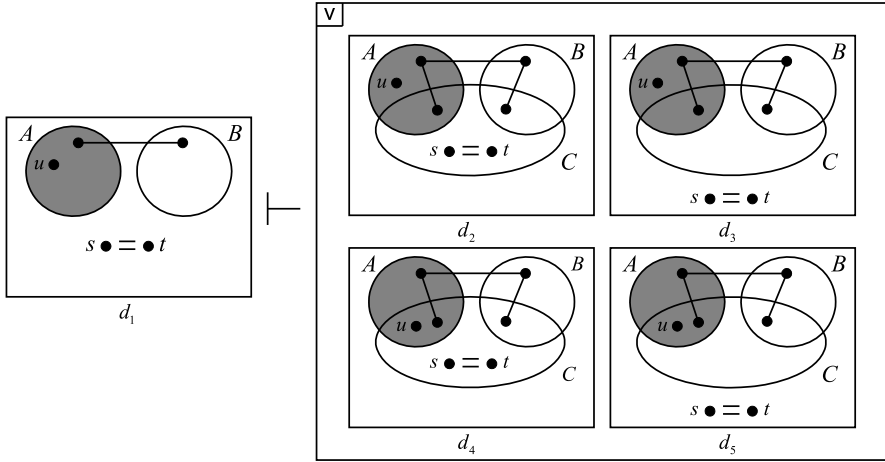 V
A B
u
s = t
d1
A B
u
s = t
C
d2
A B
u
C
s = t
d3
A B
u
s = t
C
d4
A B
u
C
s = t
d5